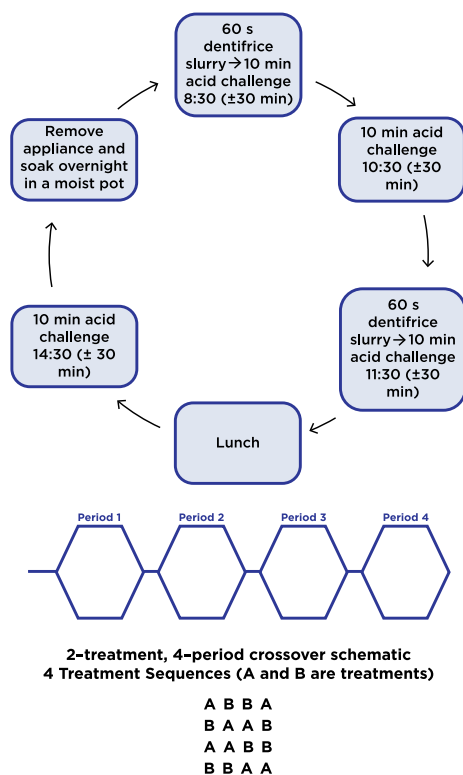 60 s
dentifrice
slurry→10 min
acid challenge
8:30 (±30 min)
10 min acid
challenge
10:30 (±30
min)
60 s
dentifrice
slurry→10 min
acid challenge
11:30 (±30
min)
Lunch
10 min acid
challenge
14:30 (± 30
min)
Remove
appliance and
soak overnight
in a moist pot
Period 1 Period 2 Period 3 Period 4
2–treatment, 4–period crossover schematic
4 Treatment Sequences (A and B are treatments)
A B B A
B A A B
A A B B
B B A A